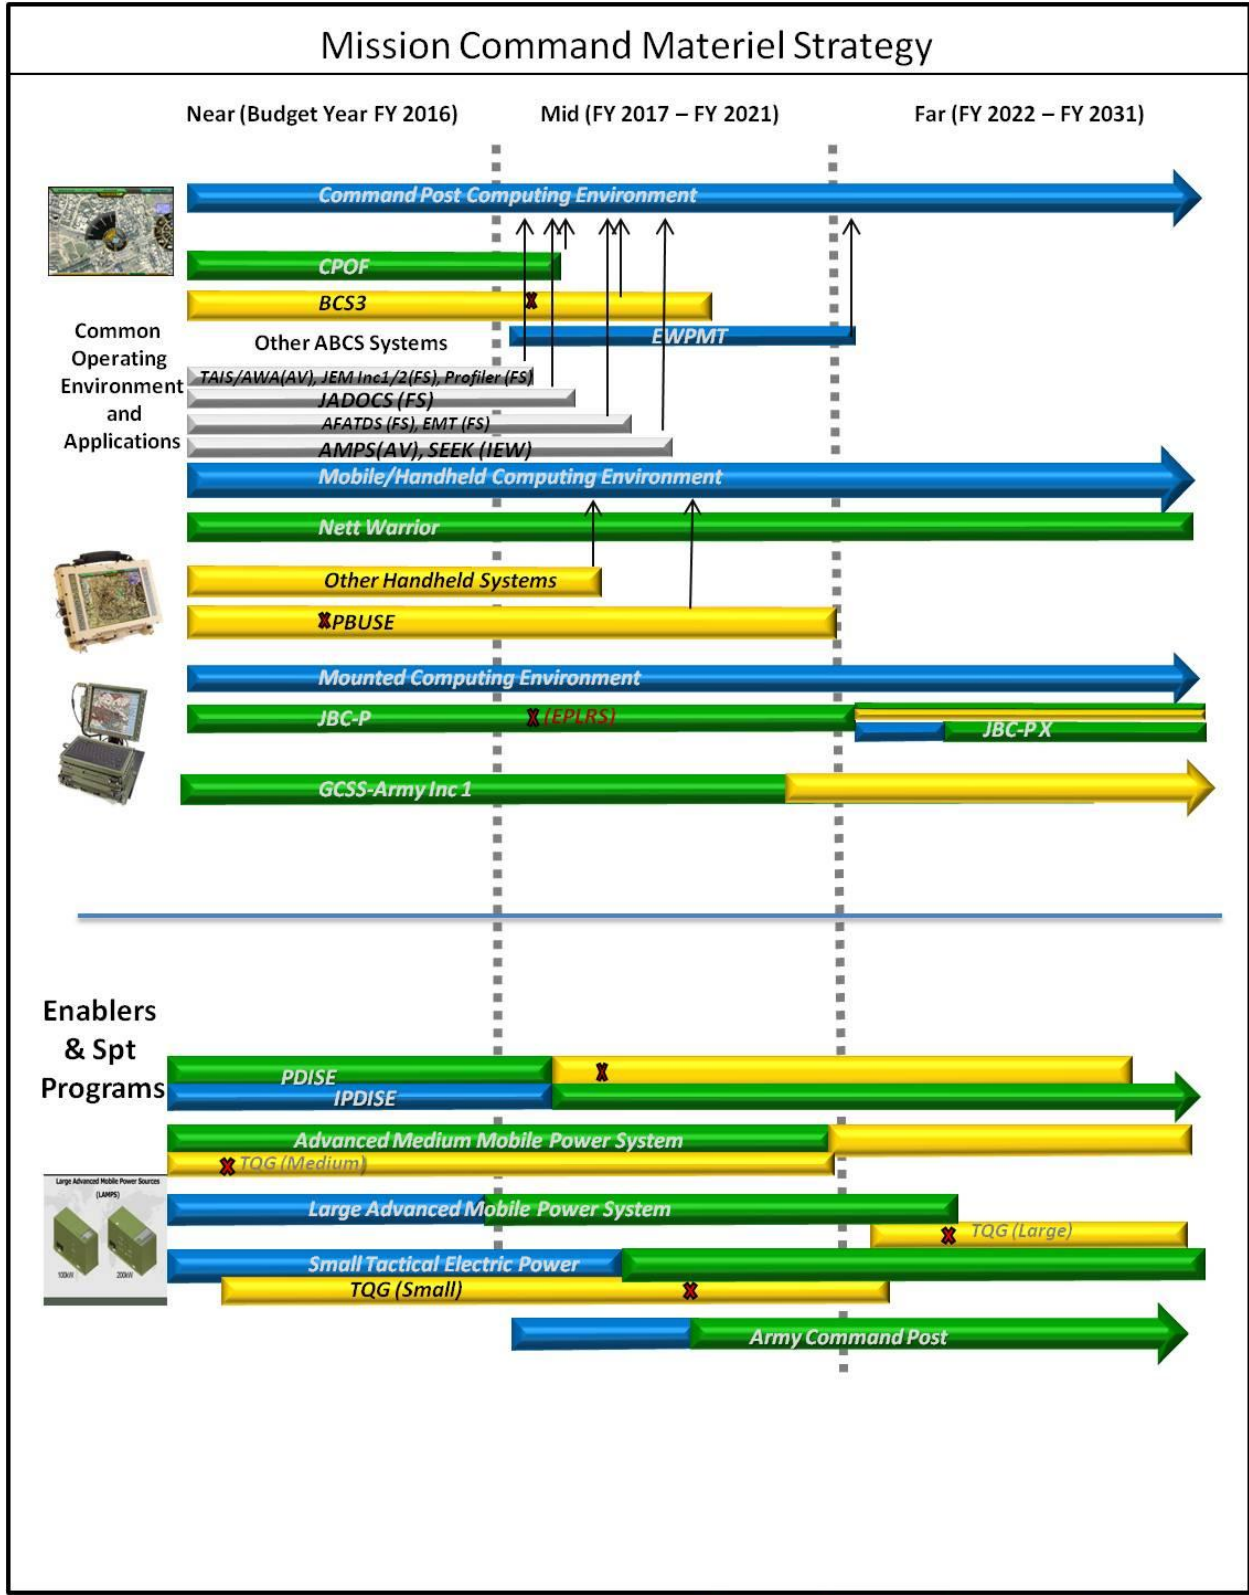 Mission Command Materiel Strategy
Near (Budget Year FY 2016)
Mid (FY 2017 – FY 2021)
Far (FY 2022 – FY 2031)
Command Post Computing Environment
CPOF
BCS3
EWPMT
Common
Operating
Environment
and
Applications
Other ABCS Systems
TAIS/AWA(AV), JEM Inc1/2(FS), Profiler (FS)
JADOCS (FS)
AFATDS (FS), EMT (FS)
AMPS(AV), SEEK (IEW)
Mobile/Handheld Computing Environment
Nett Warrior
Other Handheld Systems
X PBUSE
Mounted Computing Environment
JBC-P
X (EPLRS)
JBC-P X
GCSS-Army Inc 1
Enablers
& Spt
Programs
PDISE
X
IPDISE
Advanced Medium Mobile Power System
X TQG (Medium)
Large Advanced Mobile Power Sources
(LAMPS)
100kW
200kW
Large Advanced Mobile Power System
X TQG (Large)
Small Tactical Electric Power
TQG (Small)
X
Army Command Post